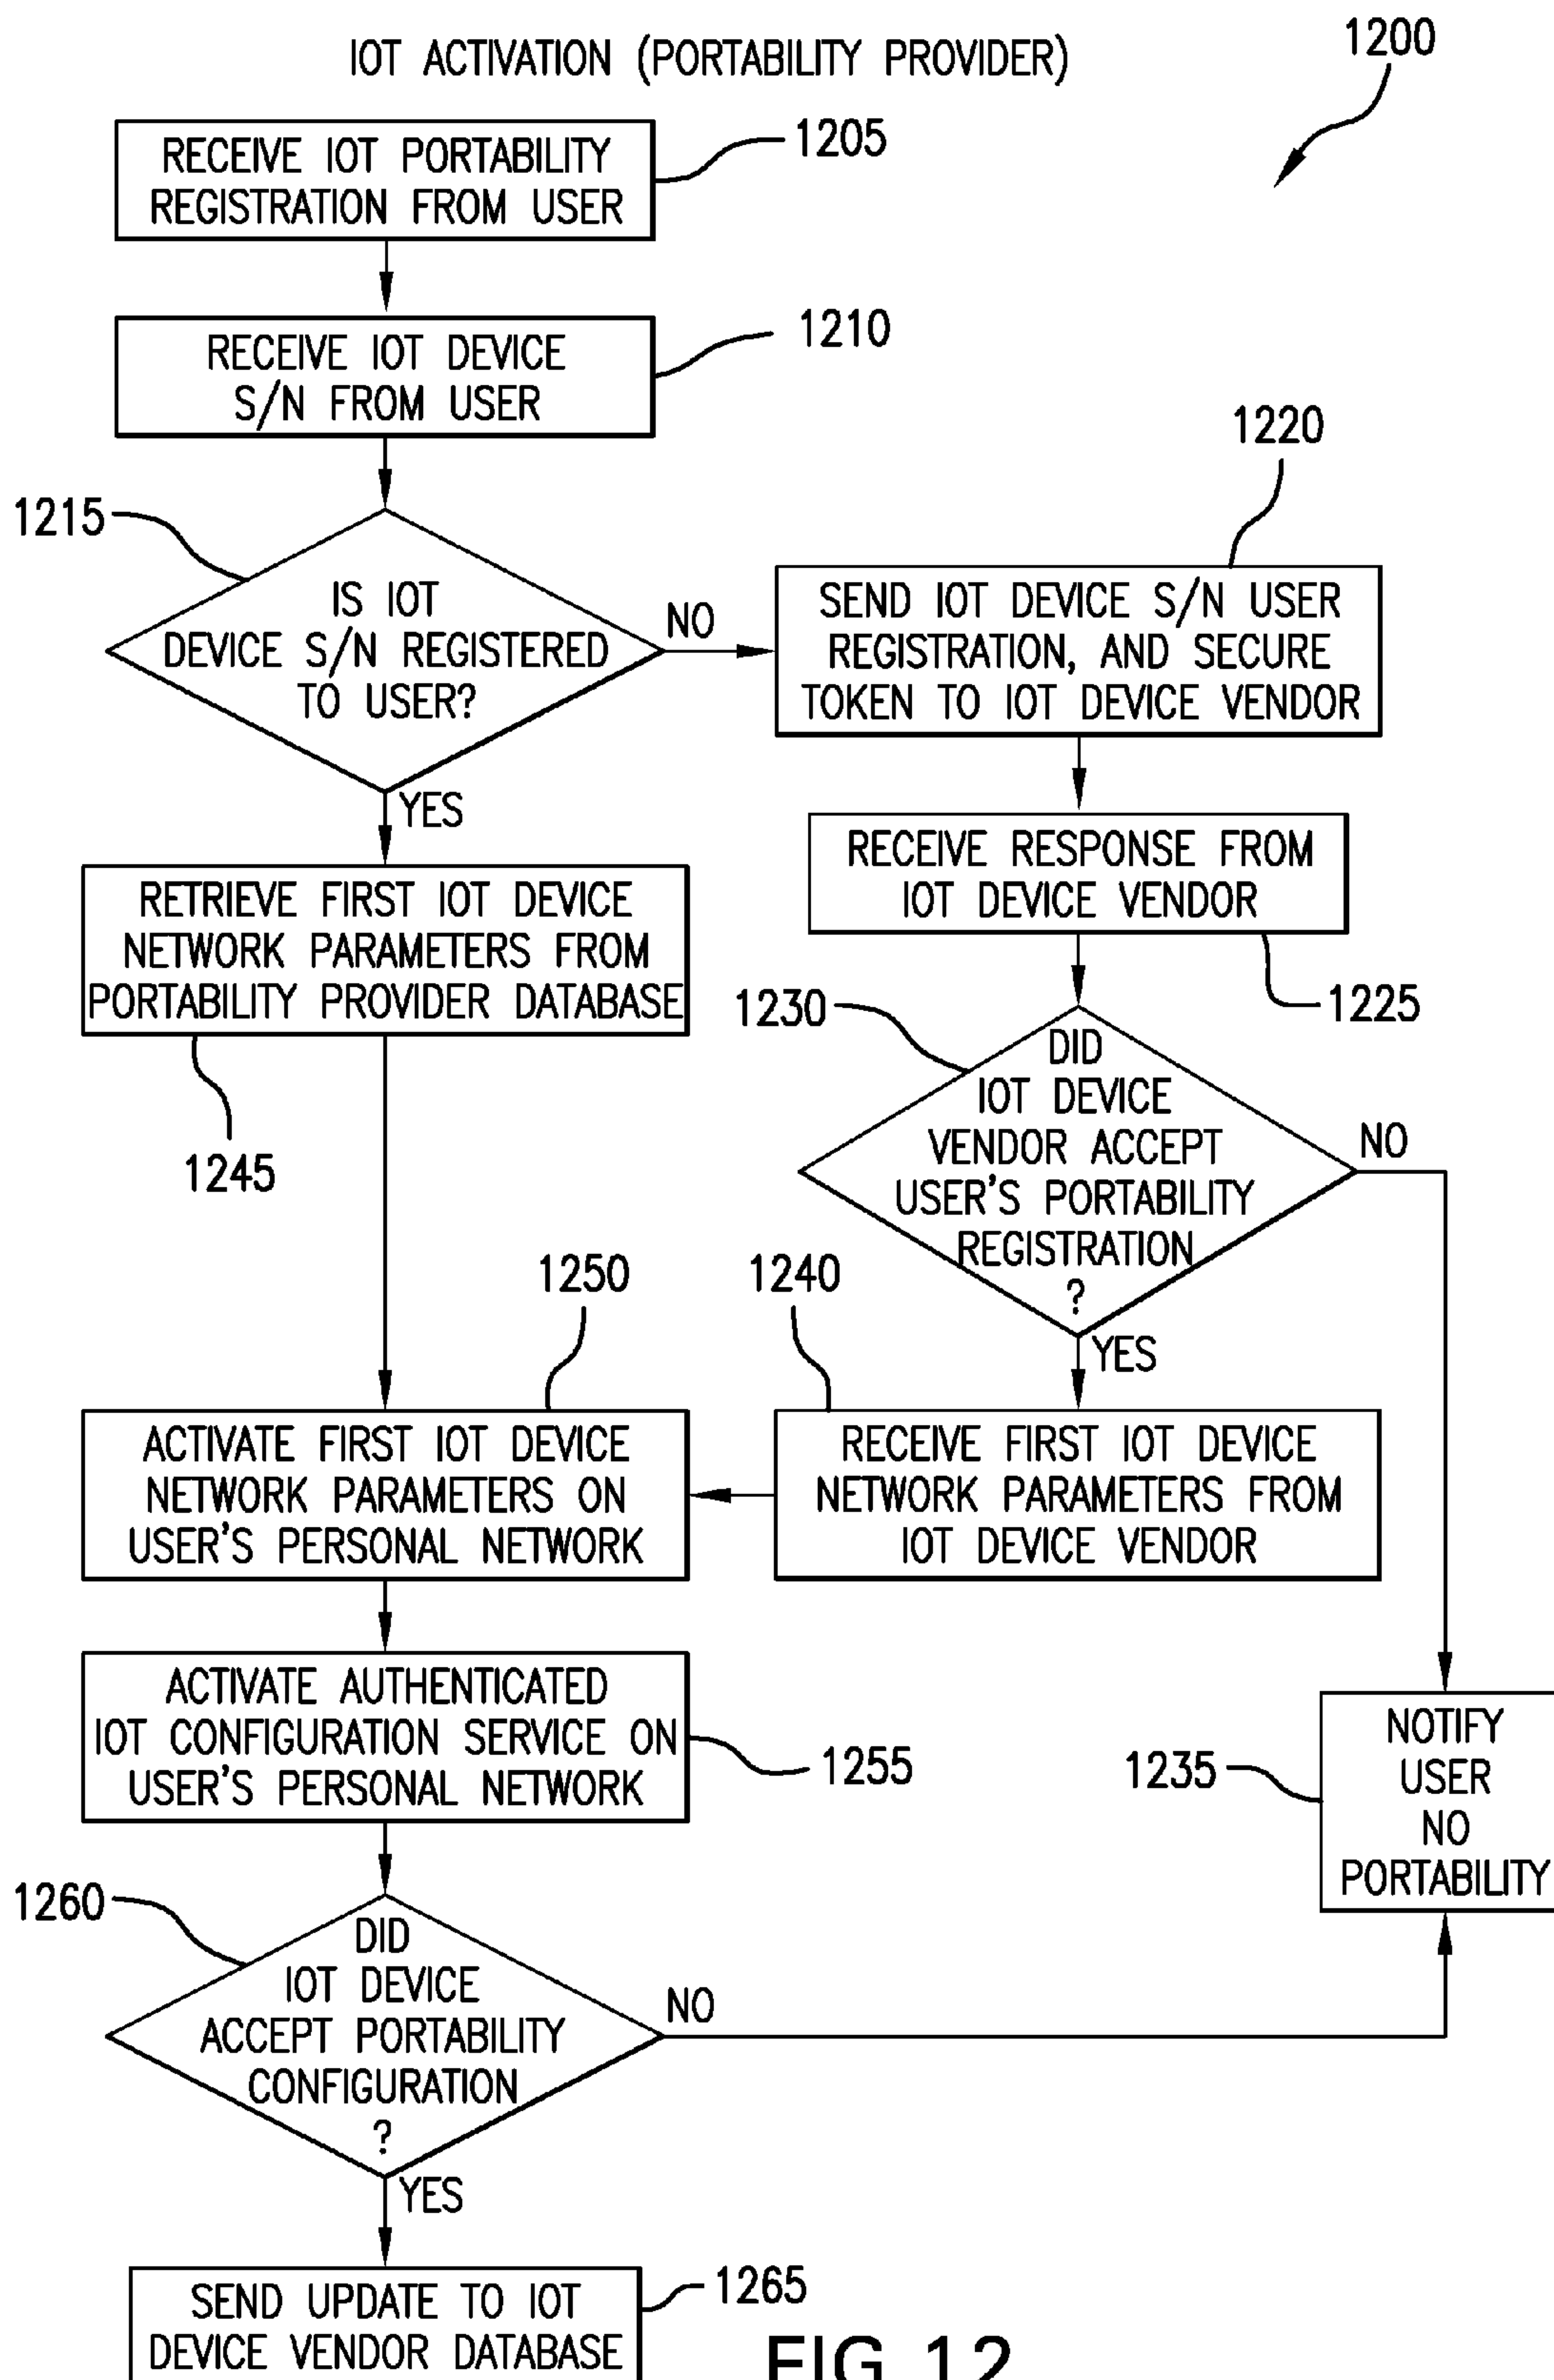 IOT ACTIVATION (PORTABILITY PROVIDER)
1200
RECEIVE IOT PORTABILITY
REGISTRATION FROM USER
1205
RECEIVE IOT DEVICE
S/N FROM USER
1210
1215
IS IOT
DEVICE S/N REGISTERED
TO USER?
NO
YES
1220
SEND IOT DEVICE S/N USER
REGISTRATION, AND SECURE
TOKEN TO IOT DEVICE VENDOR
RECEIVE RESPONSE FROM
IOT DEVICE VENDOR
1225
RETRIEVE FIRST IOT DEVICE
NETWORK PARAMETERS FROM
PORTABILITY PROVIDER DATABASE
1245
1230
DID
IOT DEVICE
VENDOR ACCEPT
USER'S PORTABILITY
REGISTRATION
?
NO
YES
1240
RECEIVE FIRST IOT DEVICE
NETWORK PARAMETERS FROM
IOT DEVICE VENDOR
1250
ACTIVATE FIRST IOT DEVICE
NETWORK PARAMETERS ON
USER'S PERSONAL NETWORK
ACTIVATE AUTHENTICATED
IOT CONFIGURATION SERVICE ON
USER'S PERSONAL NETWORK
1255
1235
NOTIFY
USER
NO
PORTABILITY
1260
DID
IOT DEVICE
ACCEPT PORTABILITY
CONFIGURATION
?
NO
YES
SEND UPDATE TO IOT
DEVICE VENDOR DATABASE
1265
FIG.12